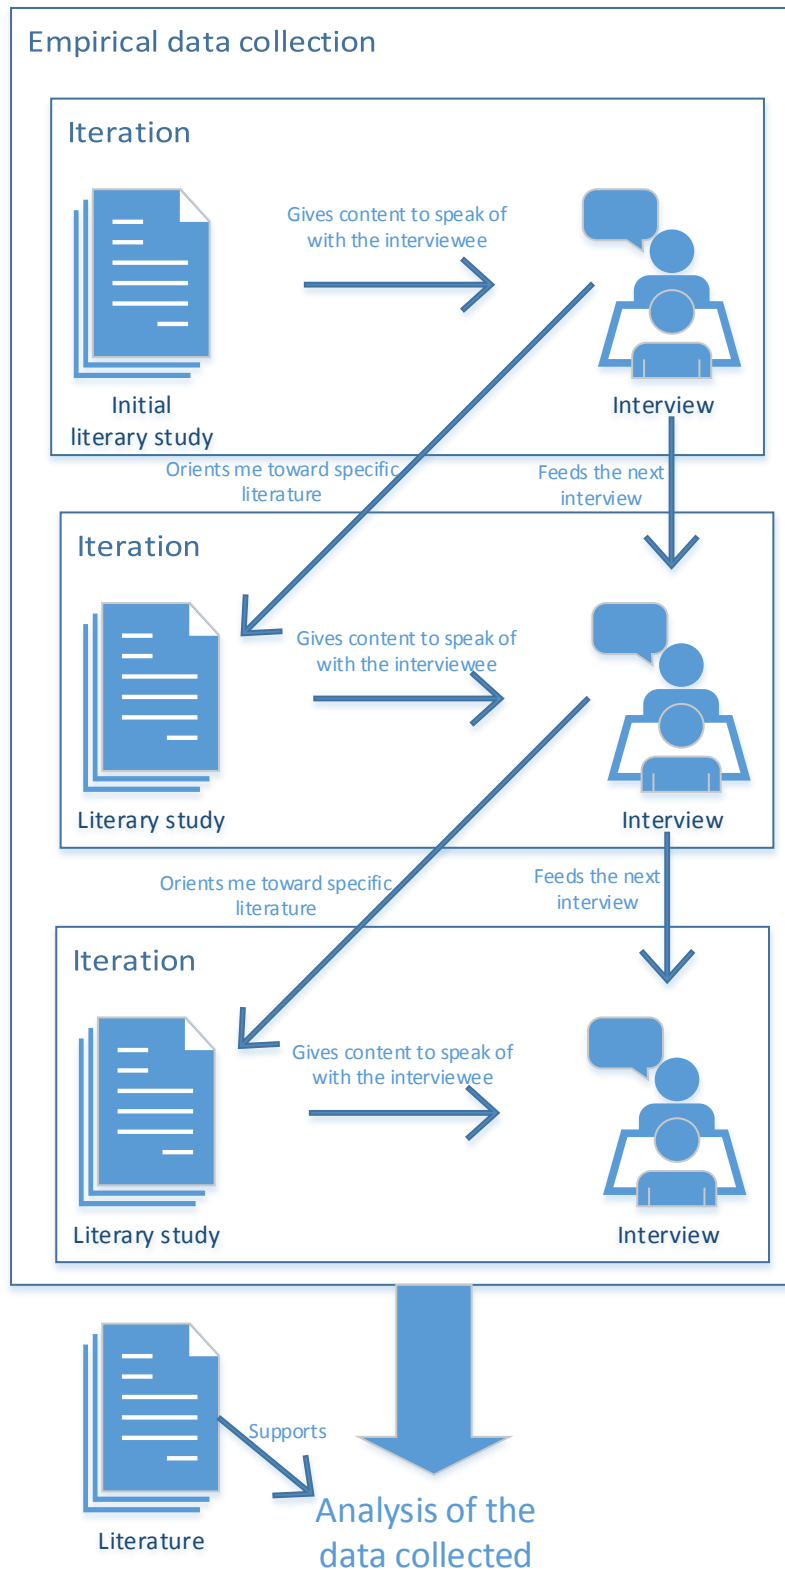 Empirical data collection
Iteration
Gives content to speak of
with the interviewee
Initial
literary study
Interview
Orients me toward specific
literature
Feeds the next
interview
Iteration
Gives content to speak of
with the interviewee
Literary study
Interview
Orients me toward specific
literature
Feeds the next
interview
Iteration
Gives content to speak of
with the interviewee
Literary study
Interview
Supports
Literature
Analysis of the
data collected